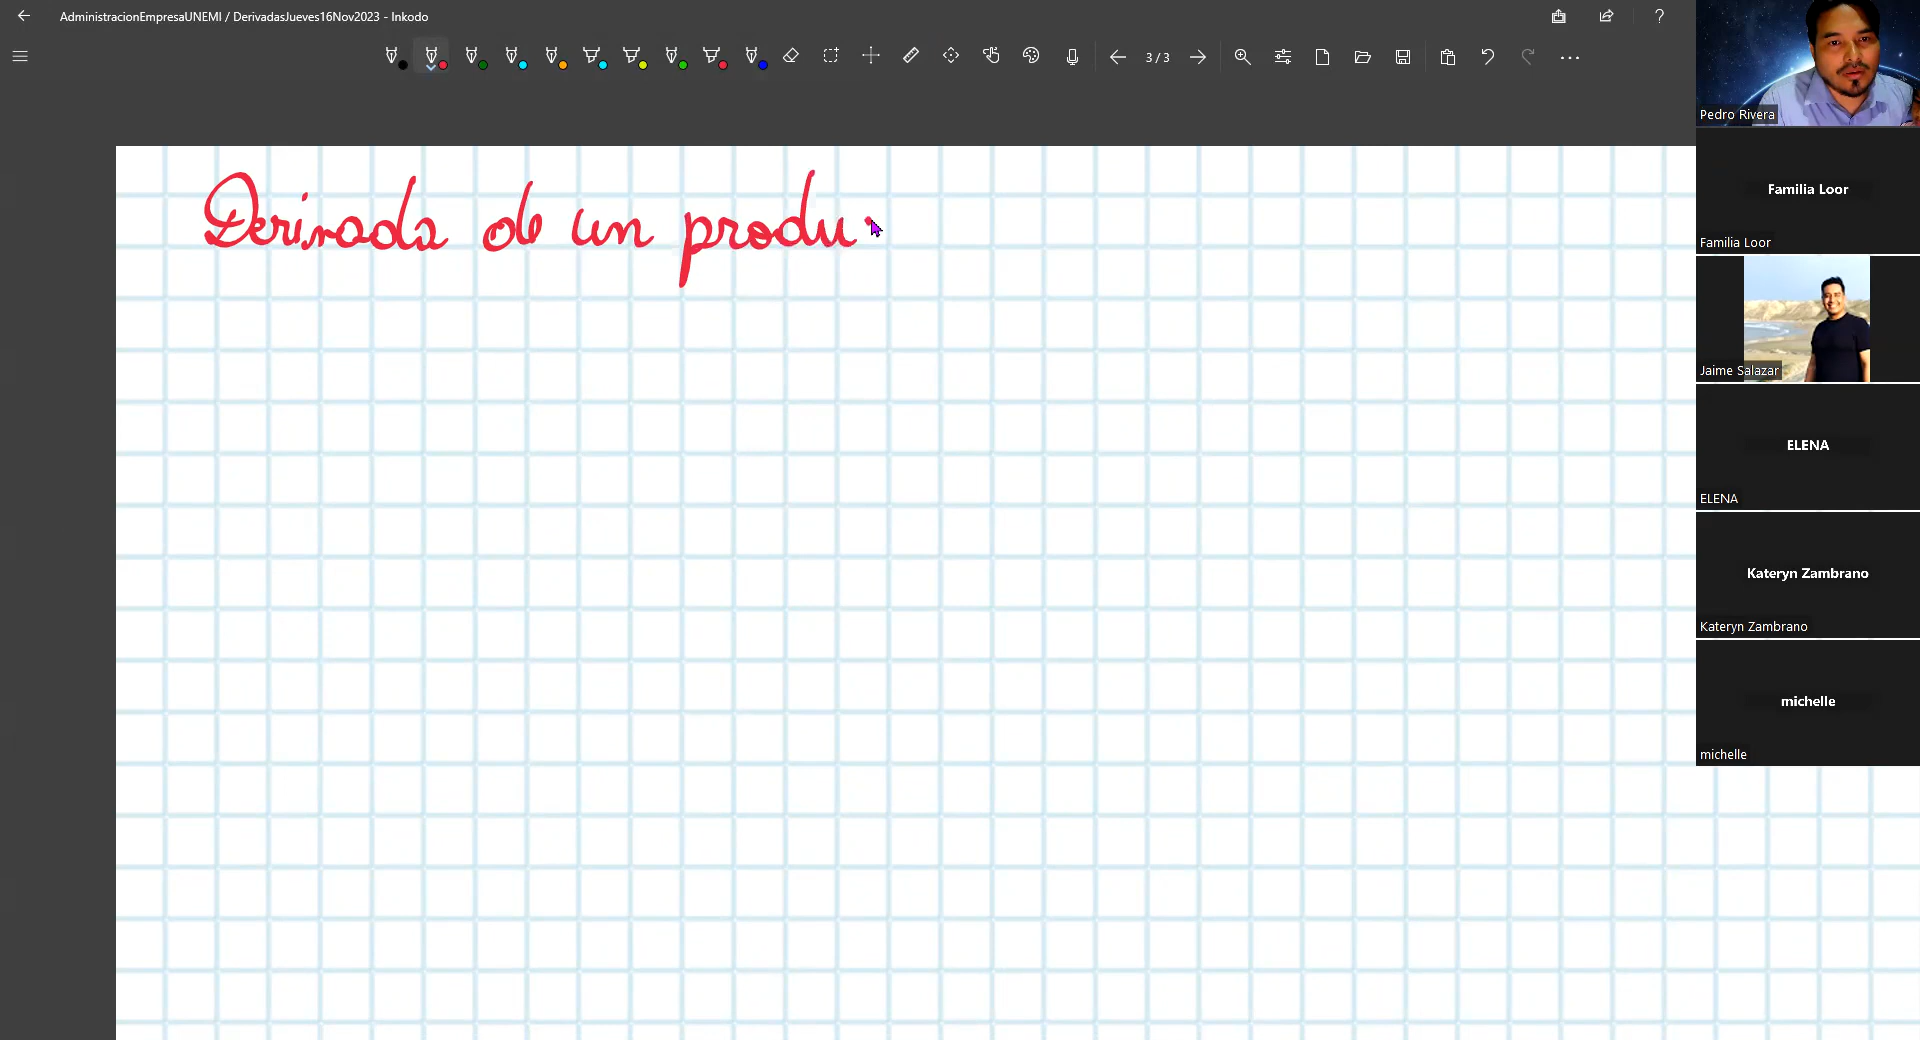 AdministracionEmpresaUNEMI / DerivadasJueves16Nov2023 - Inkodo
3 / 3
Derivada de un produ
Pedro Rivera
Familia Loor
Familia Loor
Jaime Salazar
ELENA
ELENA
Kateryn Zambrano
Kateryn Zambrano
michelle
michelle